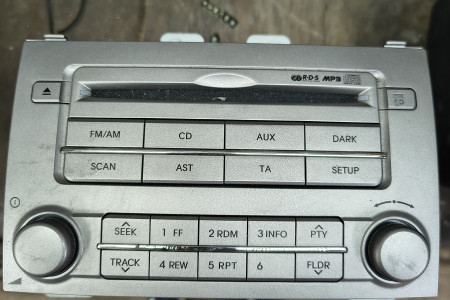 R·D·S MP3
FM/AM CD AUX DARK
SCAN AST TA SETUP
SEEK 1 FF 2 RDM 3 INFO PTY
TRACK 4 REW 5 RPT 6 FLDR